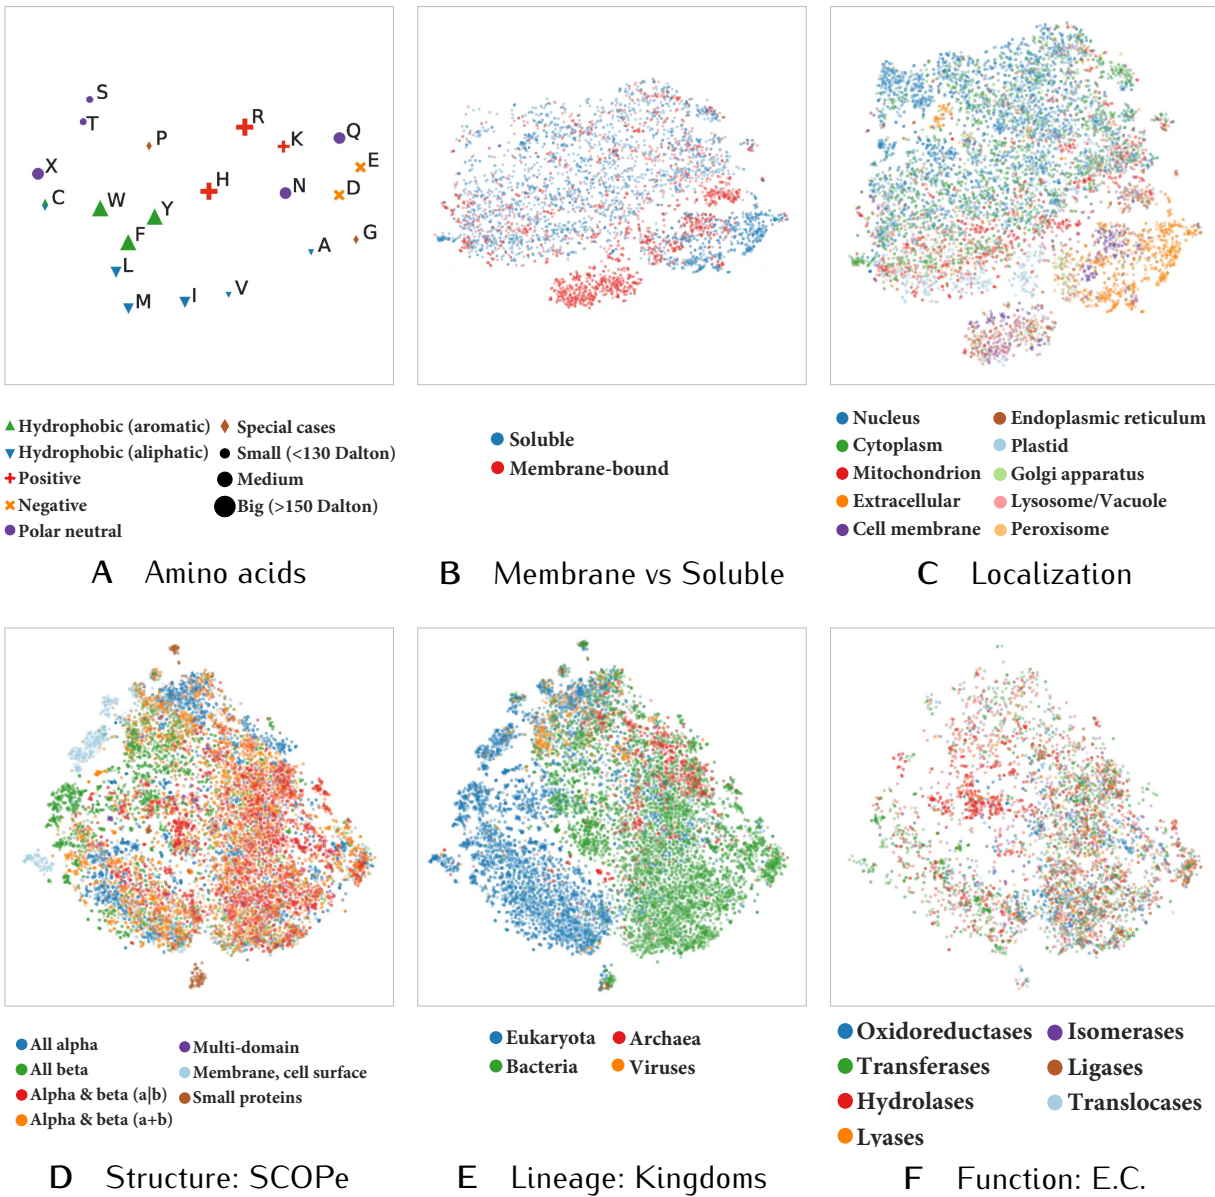 S
T
P
R
K
Q
E
X
C
W
Y
H
N
D
F
L
A
G
M
I
V
Hydrophobic (aromatic)
Hydrophobic (aliphatic)
Positive
Negative
Polar neutral
Special cases
Small (<130 Dalton)
Medium
Big (>150 Dalton)
A Amino acids
Soluble
Membrane-bound
B Membrane vs Soluble
Nucleus
Cytoplasm
Mitochondrion
Extracellular
Cell membrane
Endoplasmic reticulum
Plastid
Golgi apparatus
Lysosome/Vacuole
Peroxisome
C Localization
All alpha
All beta
Alpha & beta (a|b)
Alpha & beta (a+b)
Multi-domain
Membrane, cell surface
Small proteins
D Structure: SCOPe
Eukaryota
Bacteria
Archaea
Viruses
E Lineage: Kingdoms
Oxidoreductases
Transferases
Hydrolases
Lyases
Isomerases
Ligases
Translocases
F Function: E.C.